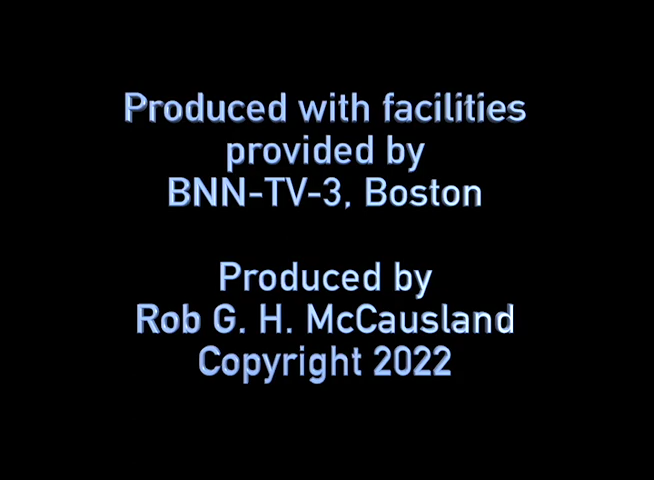 Produced with facilities
provided by
BNN-TV-3, Boston
Produced by
Rob G. H. McCausland
Copyright 2022